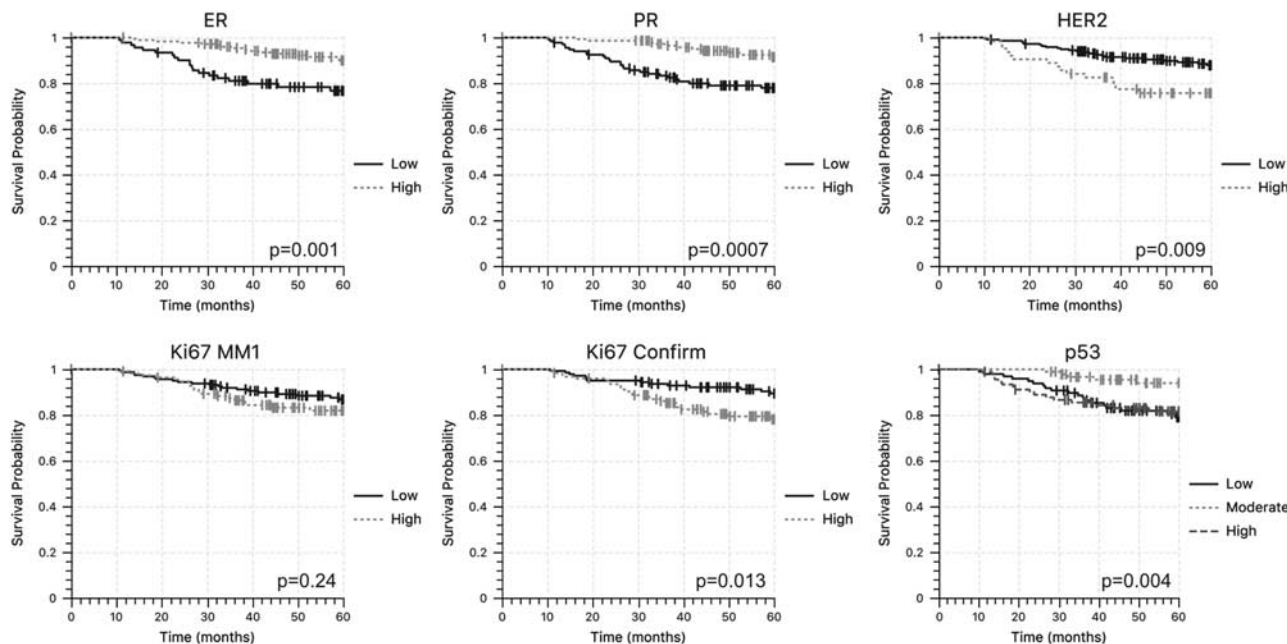 ER
1
0.8
0.6
0.4
0.2
0
Survival Probability
0 10 20 30 40 50 60
Time (months)
Low
High
p=0.001
PR
1
0.8
0.6
0.4
0.2
0
Survival Probability
0 10 20 30 40 50 60
Time (months)
Low
High
p=0.0007
HER2
1
0.8
0.6
0.4
0.2
0
Survival Probability
0 10 20 30 40 50 60
Time (months)
Low
High
p=0.009
Ki67 MM1
1
0.8
0.6
0.4
0.2
0
Survival Probability
0 10 20 30 40 50 60
Time (months)
Low
High
p=0.24
Ki67 Confirm
1
0.8
0.6
0.4
0.2
0
Survival Probability
0 10 20 30 40 50 60
Time (months)
Low
High
p=0.013
p53
1
0.8
0.6
0.4
0.2
0
Survival Probability
0 10 20 30 40 50 60
Time (months)
Low
Moderate
High
p=0.004